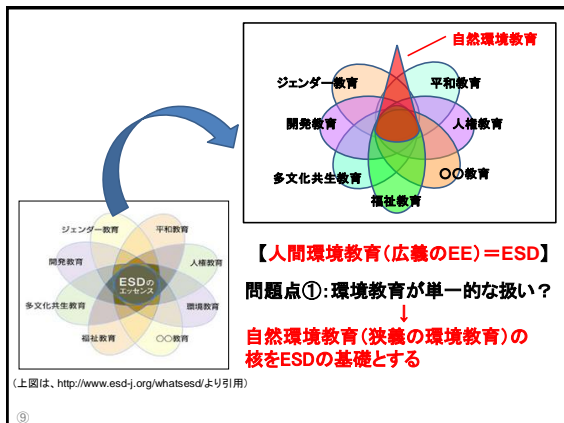 自然環境教育
ジェンダー教育
平和教育
開発教育
人権教育
多文化共生教育
〇〇教育
福祉教育
ジェンダー教育
平和教育
開発教育
人権教育
ESDの
エッセンス
多文化共生教育
環境教育
福祉教育
〇〇教育
(上図は、http://www.esd-j.org/whatsesd/より引用)
【人間環境教育(広義のEE)=ESD】
問題点①:環境教育が単一的な扱い?
↓
自然環境教育(狭義の環境教育)の
核をESDの基礎とする
⑨